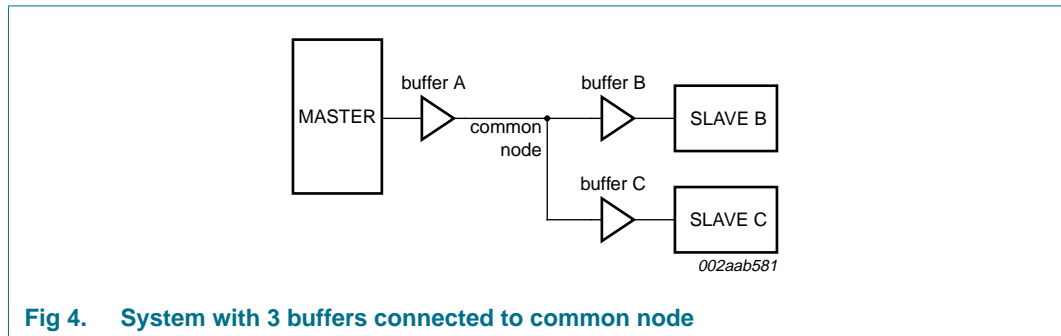 MASTER
buffer A
common
node
buffer B
SLAVE B
buffer C
SLAVE C
002aab581
Fig 4. System with 3 buffers connected to common node